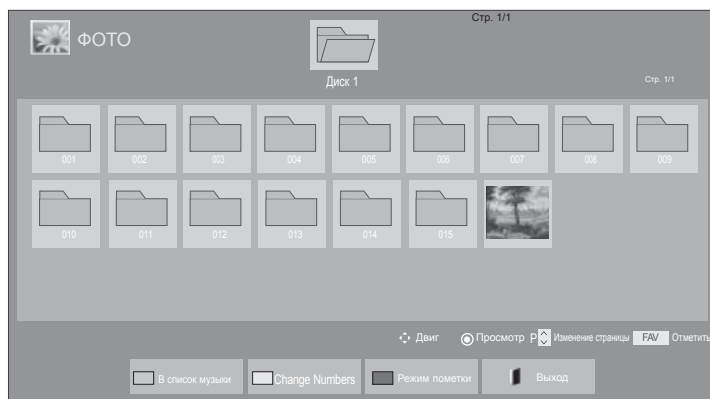 Стр. 1/1
ФОТО
Диск 1
Стр. 1/1
001 002 003 004 005 006 007 008 009
010 011 012 013 014 015
Двиг Просмотр P Изменение страницы FAV Отметить
В список музыки Change Numbers Режим пометки Выход